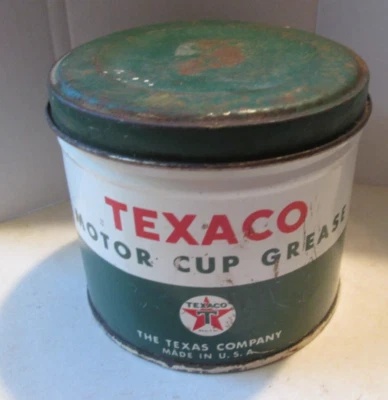 TEXACO
MOTOR CUP GREASE
TEXACO
T
THE TEXAS COMPANY
MADE IN U.S.A.